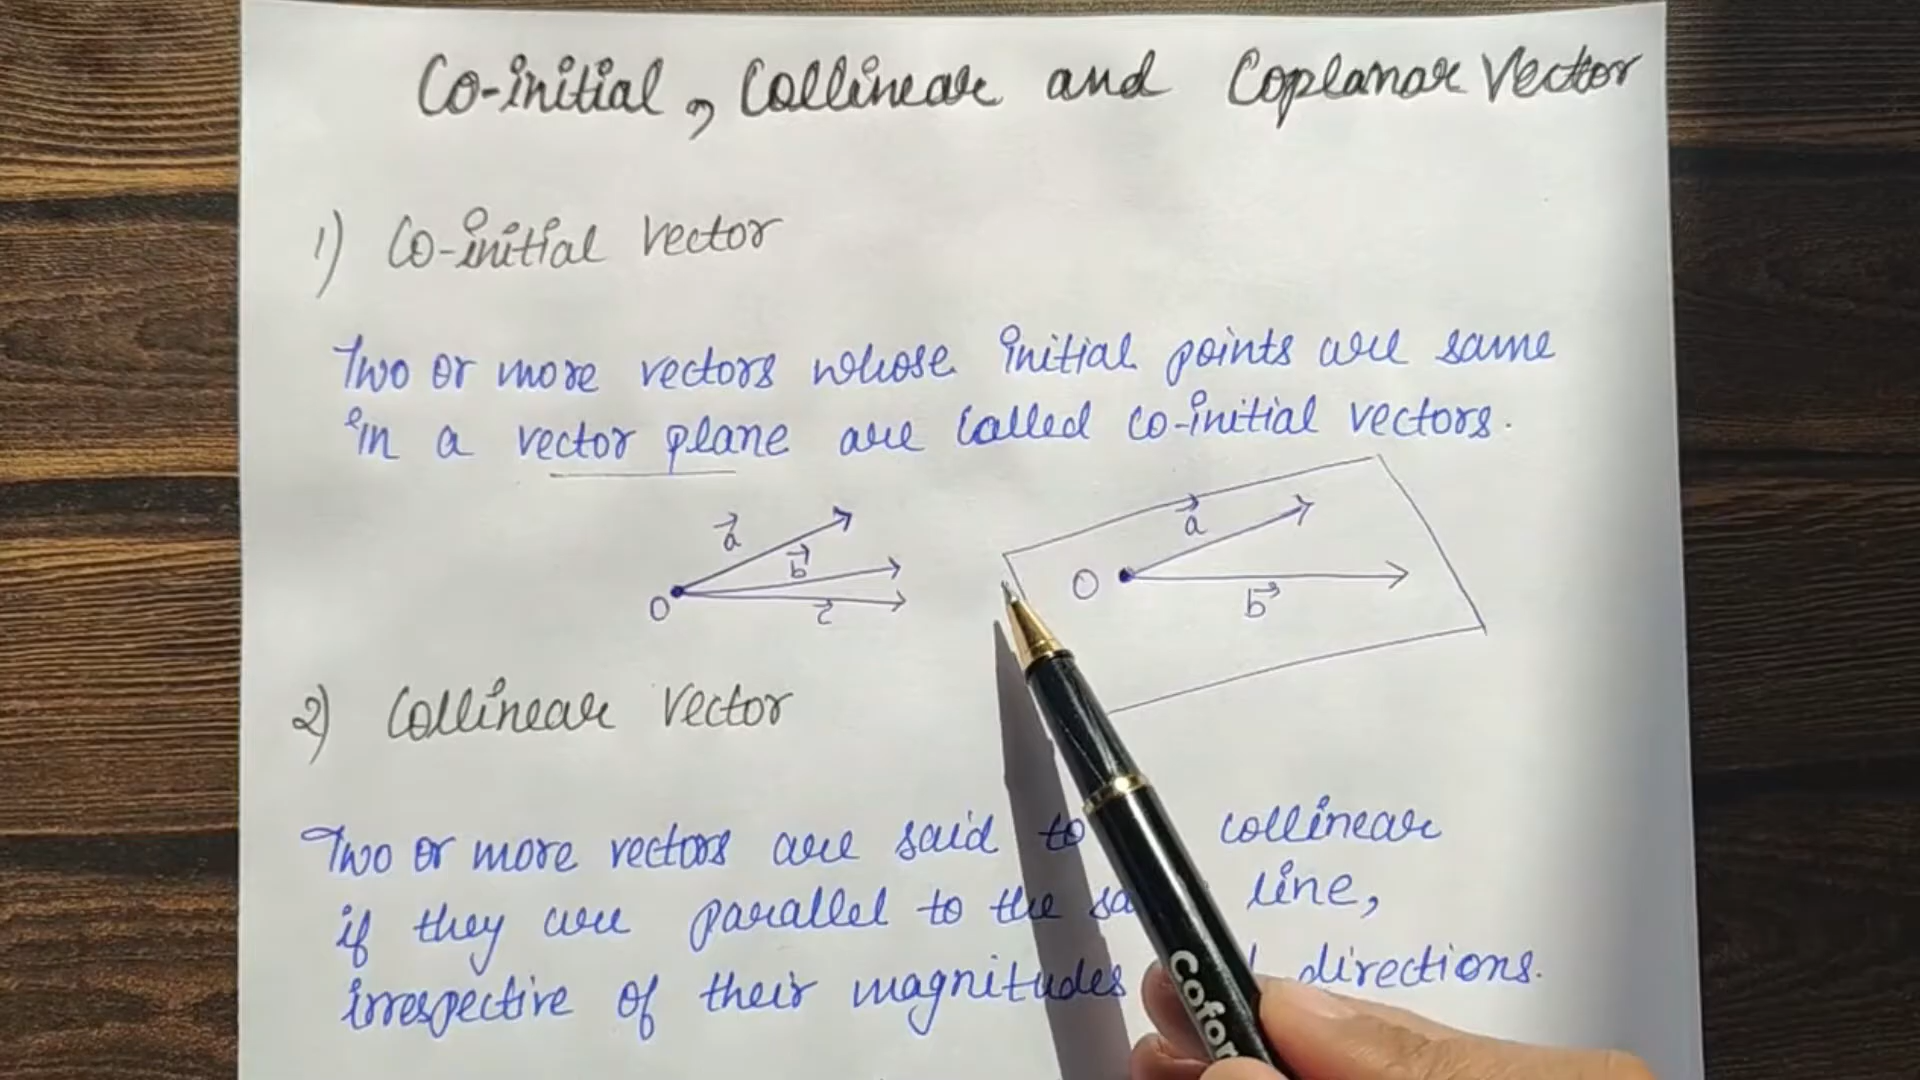 Co-initial, Collinear and Coplanar Vector
1) Co-initial Vector
Two or more vectors whose initial points are same
in a vector plane are called co-initial vectors.
a⃗
b⃗
c⃗
O
a⃗
O
b⃗
2) Collinear Vector
Two or more vectors are said to collinear
if they are parallel to the line,
irrespective of their magnitudes directions.